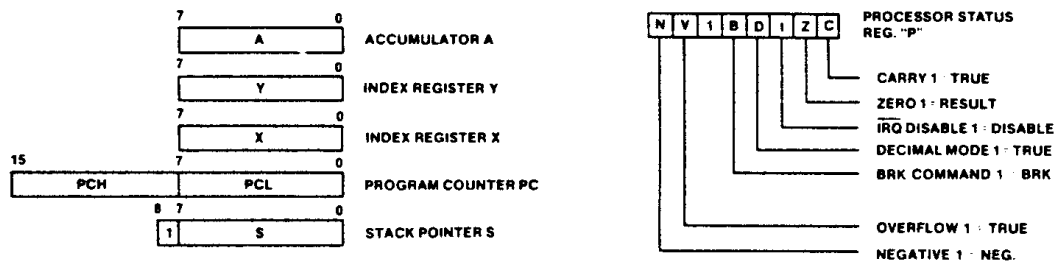 7 0
A
ACCUMULATOR A
7 0
Y
INDEX REGISTER Y
7 0
X
INDEX REGISTER X
15 7 0
PCH PCL
PROGRAM COUNTER PC
8 7 0
1 S
STACK POINTER S
N V 1 B D I Z C
PROCESSOR STATUS
REG. "P"
CARRY 1 = TRUE
ZERO 1 = RESULT
IRQ DISABLE 1 = DISABLE
DECIMAL MODE 1 = TRUE
BRK COMMAND 1 = BRK
OVERFLOW 1 = TRUE
NEGATIVE 1 = NEG.